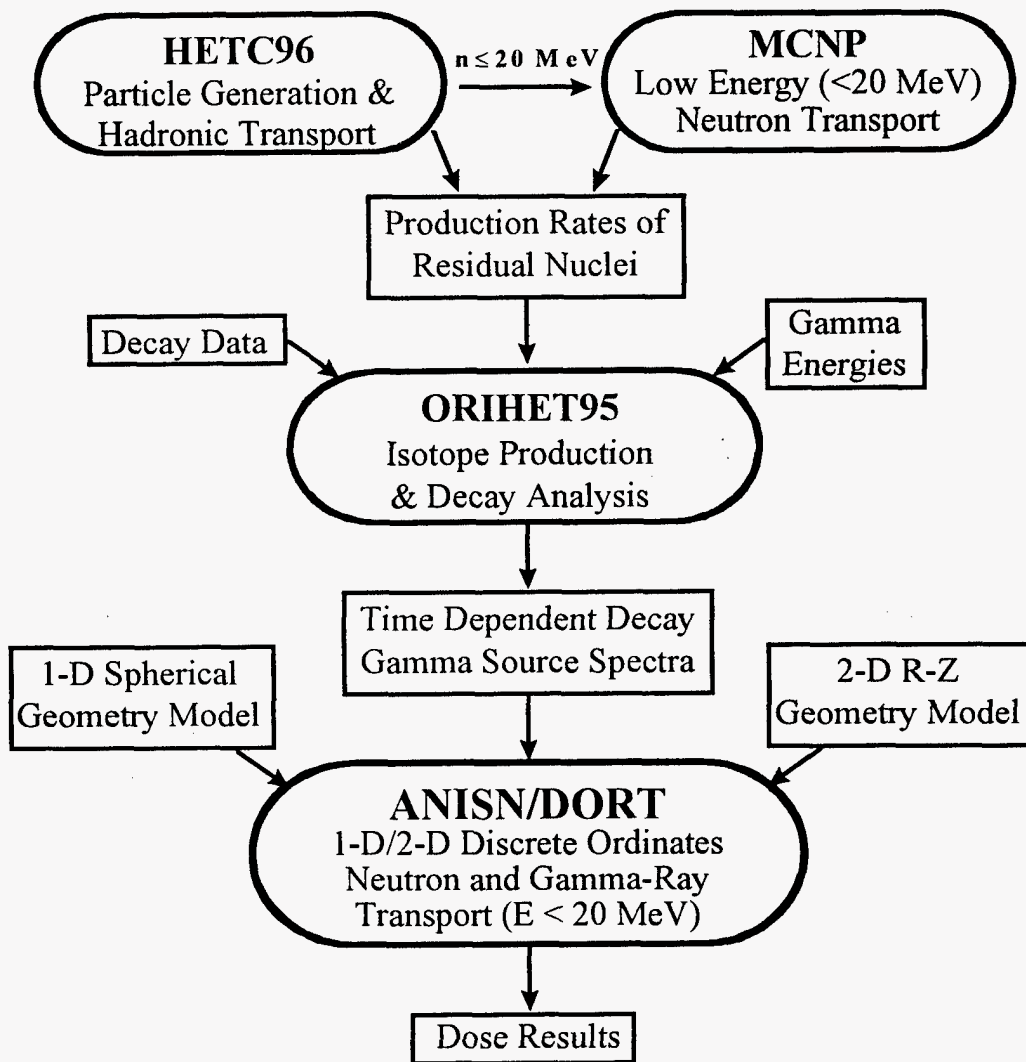 HETC96
Particle Generation &
Hadronic Transport
n ≤ 20 MeV
MCNP
Low Energy (<20 MeV)
Neutron Transport
Production Rates of
Residual Nuclei
Decay Data
Gamma
Energies
ORIHET95
Isotope Production
& Decay Analysis
Time Dependent Decay
Gamma Source Spectra
1-D Spherical
Geometry Model
2-D R-Z
Geometry Model
ANISN/DORT
1-D/2-D Discrete Ordinates
Neutron and Gamma-Ray
Transport (E < 20 MeV)
Dose Results